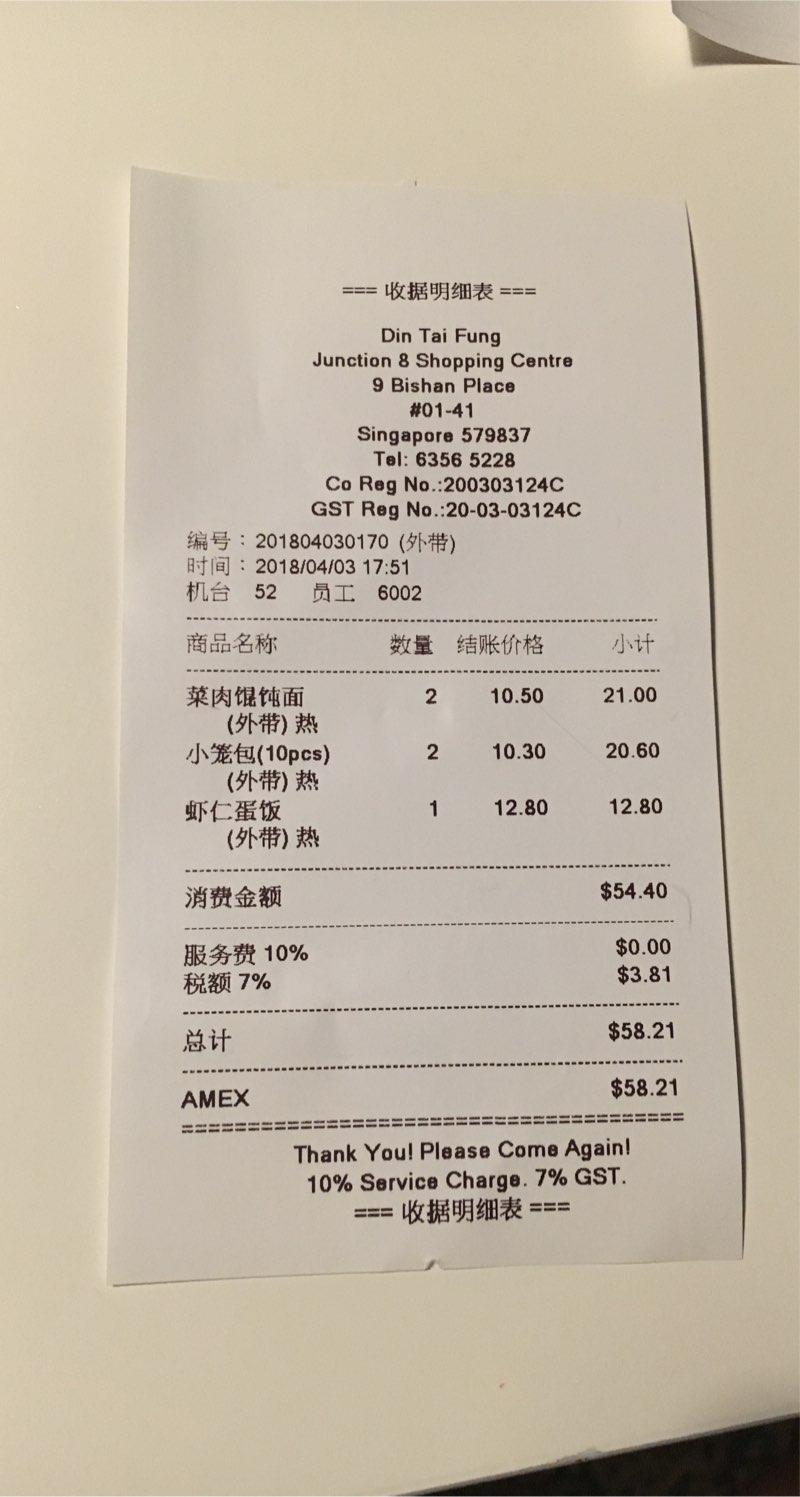 === 收据明细表 ===
Din Tai Fung
Junction 8 Shopping Centre
9 Bishan Place
#01-41
Singapore 579837
Tel: 6356 5228
Co Reg No.:200303124C
GST Reg No.:20-03-03124C
编号：201804030170 (外带)
时间：2018/04/03 17:51
机台 52 员工 6002
商品名称 数量 结账价格 小计
菜肉馄饨面 2 10.50 21.00
(外带) 热
小笼包(10pcs) 2 10.30 20.60
(外带) 热
虾仁蛋饭 1 12.80 12.80
(外带) 热
消费金额 $54.40
服务费 10% $0.00
税额 7% $3.81
总计 $58.21
AMEX $58.21
Thank You! Please Come Again!
10% Service Charge. 7% GST.
=== 收据明细表 ===